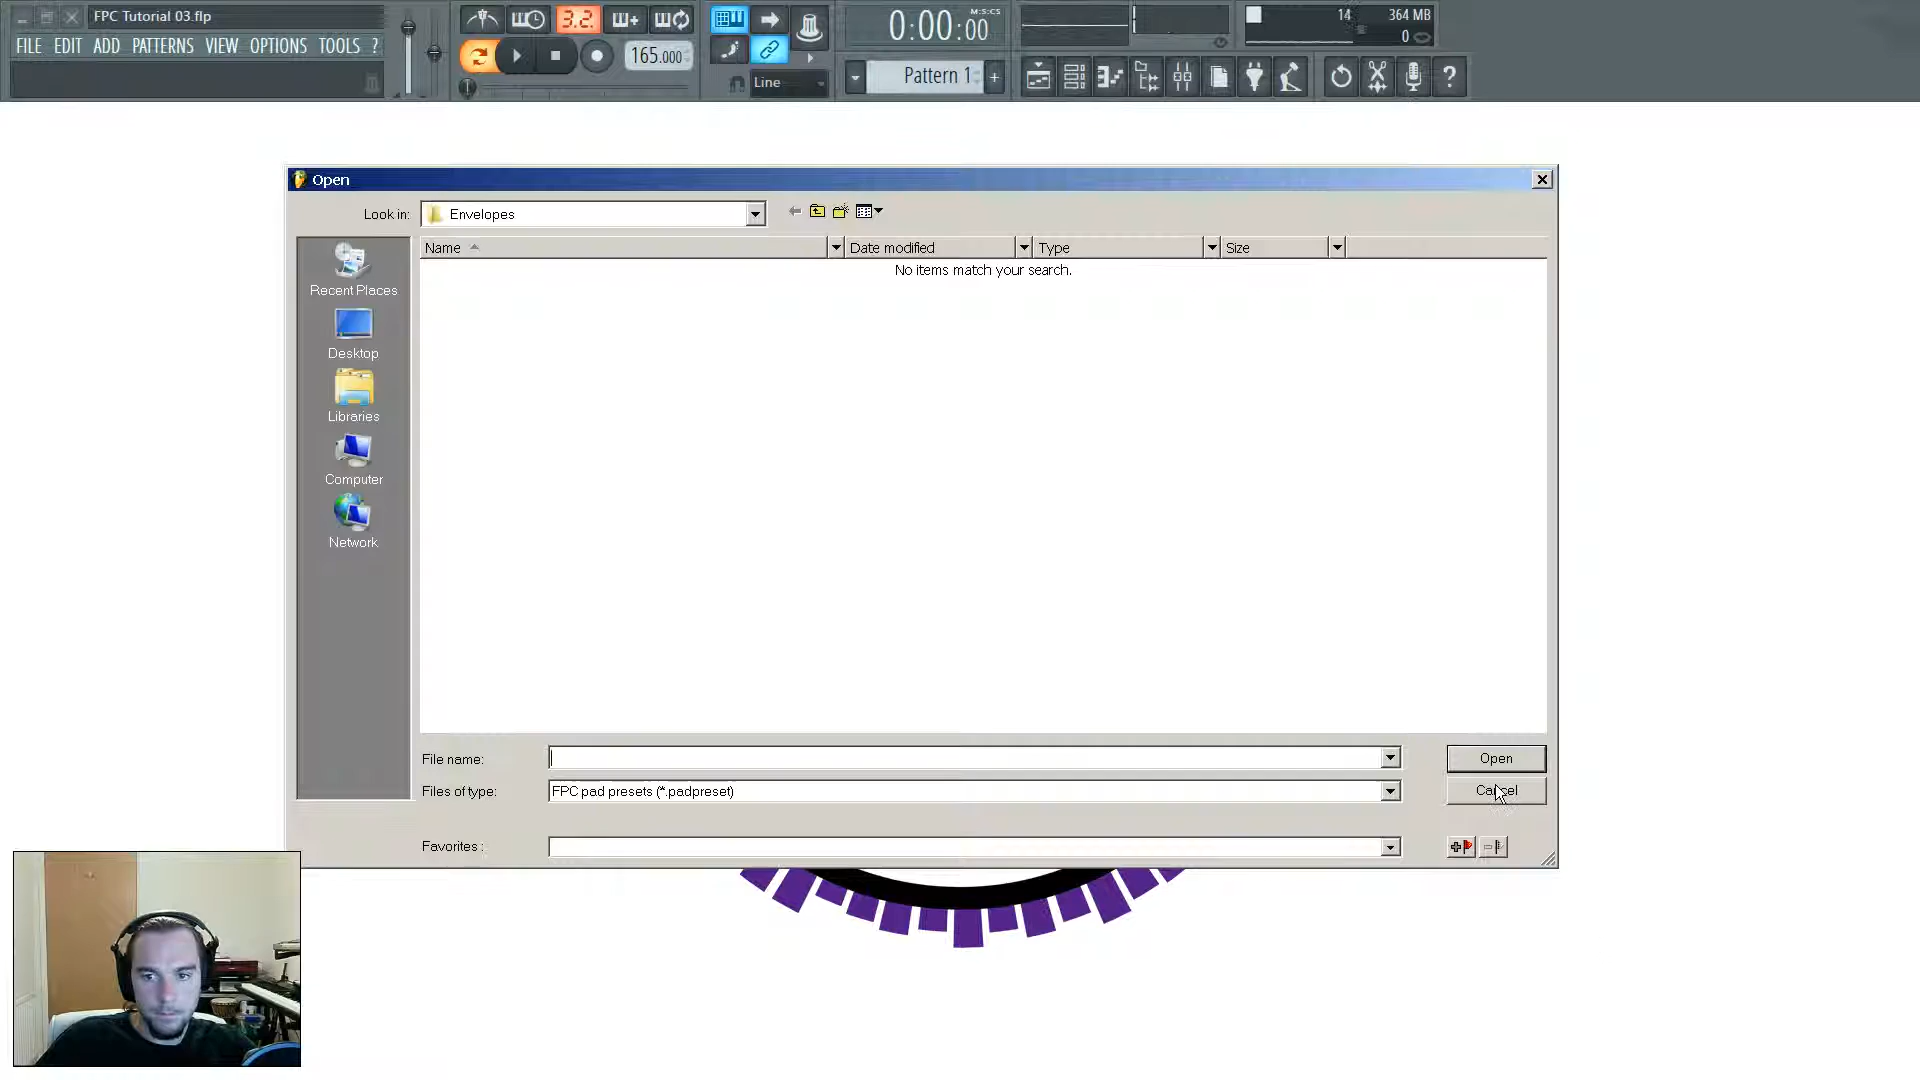 FPC Tutorial 03.flp
FILE EDIT ADD PATTERNS VIEW OPTIONS TOOLS ?
3.2.
165.000
Line
0:00:00
M:S:CS
Pattern 1
+
14
364 MB
0
?
Open
Look in:
Envelopes
Name
Date modified
Type
Size
No items match your search.
Recent Places
Desktop
Libraries
Computer
Network
File name:
Open
Files of type:
FPC pad presets (*.padpreset)
Cancel
Favorites :